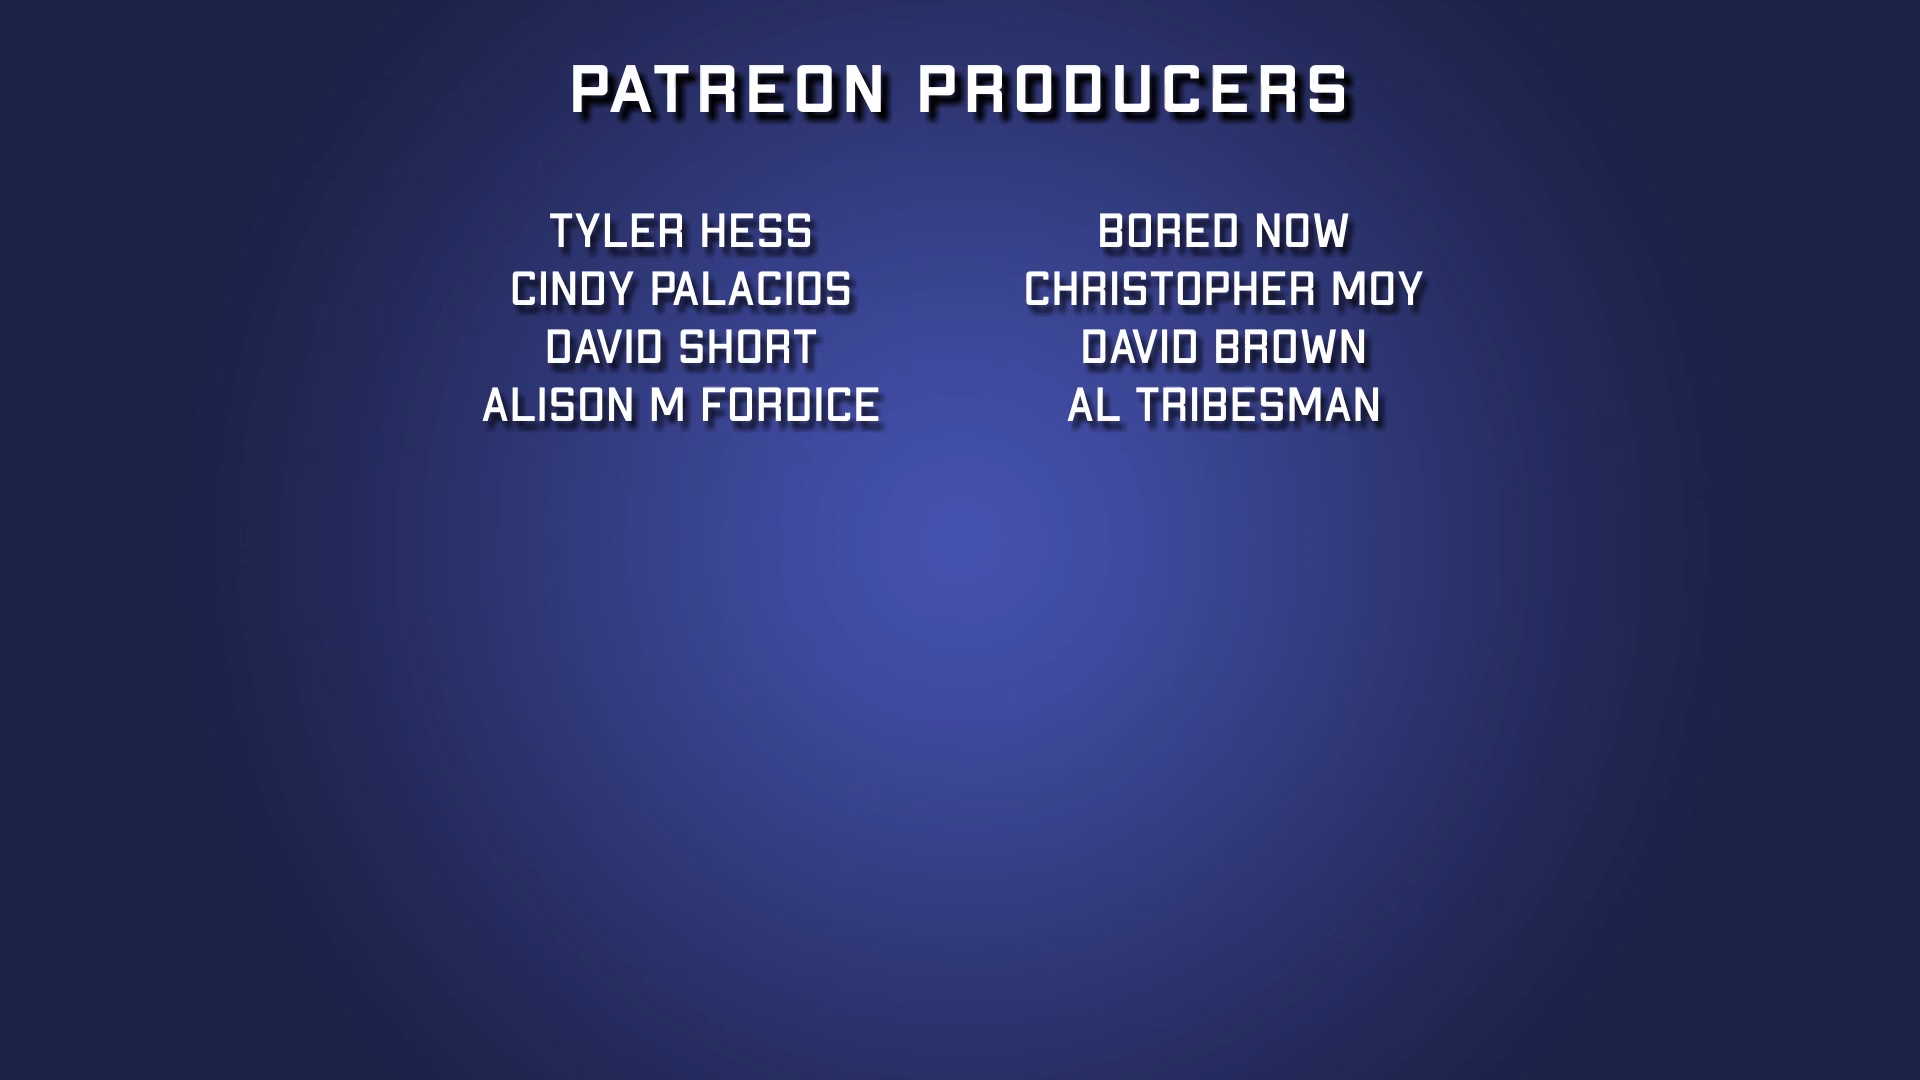 PATREON PRODUCERS
TYLER HESS
CINDY PALACIOS
DAVID SHORT
ALISON M FORDICE
BORED NOW
CHRISTOPHER MOY
DAVID BROWN
AL TRIBESMAN